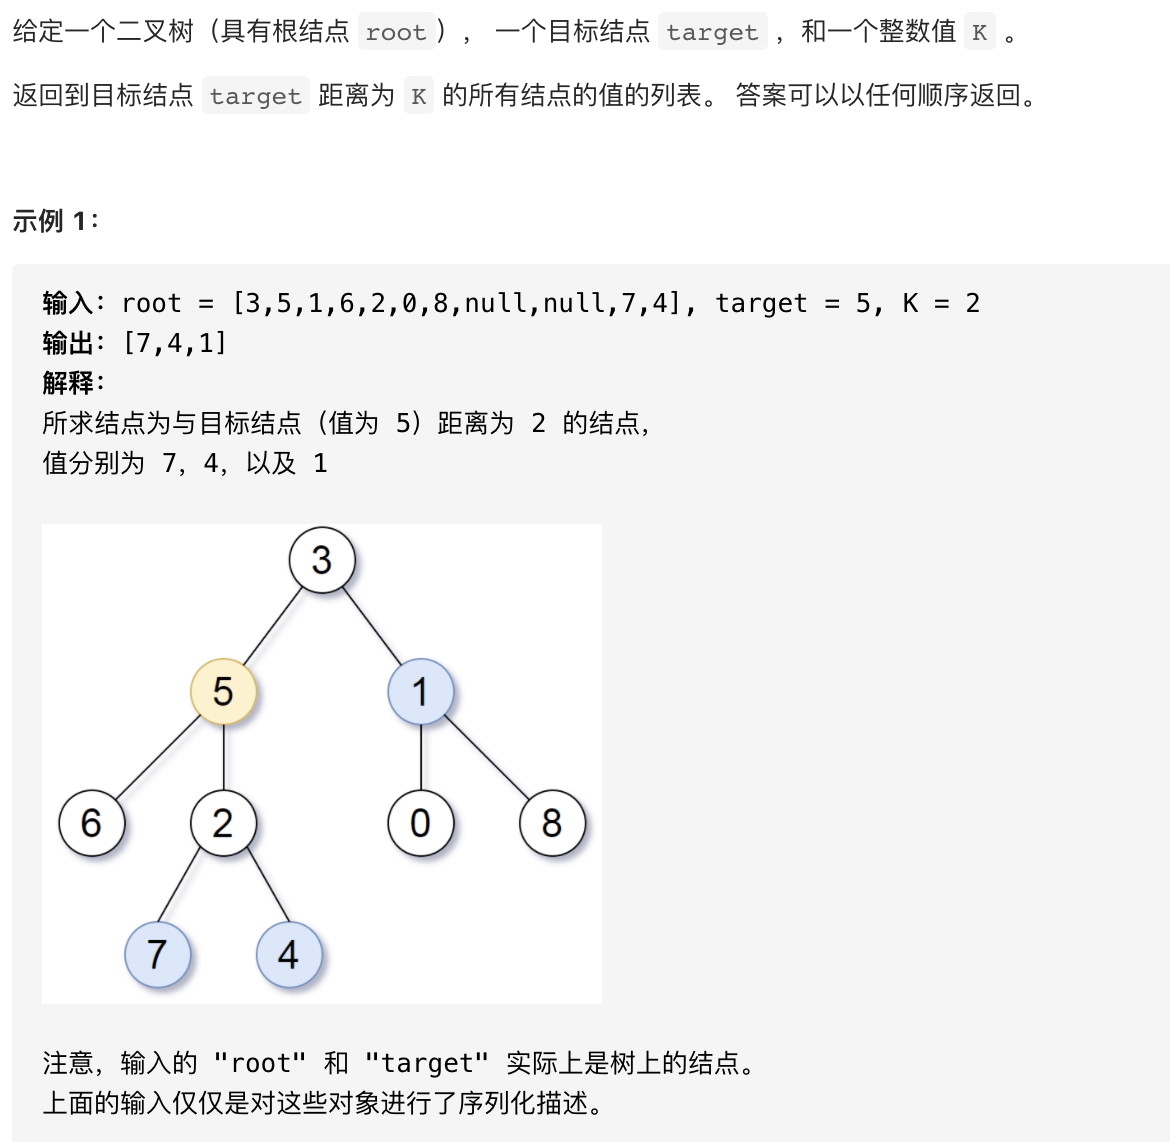 给定一个二叉树（具有根结点 root）， 一个目标结点 target ，和一个整数值 K 。
返回到目标结点 target 距离为 K 的所有结点的值的列表。 答案可以以任何顺序返回。
示例 1：
输入：root = [3,5,1,6,2,0,8,null,null,7,4], target = 5, K = 2
输出：[7,4,1]
解释：
所求结点为与目标结点（值为 5）距离为 2 的结点，
值分别为 7，4，以及 1
3
5 1
6 2 0 8
7 4
注意，输入的 "root" 和 "target" 实际上是树上的结点。
上面的输入仅仅是对这些对象进行了序列化描述。